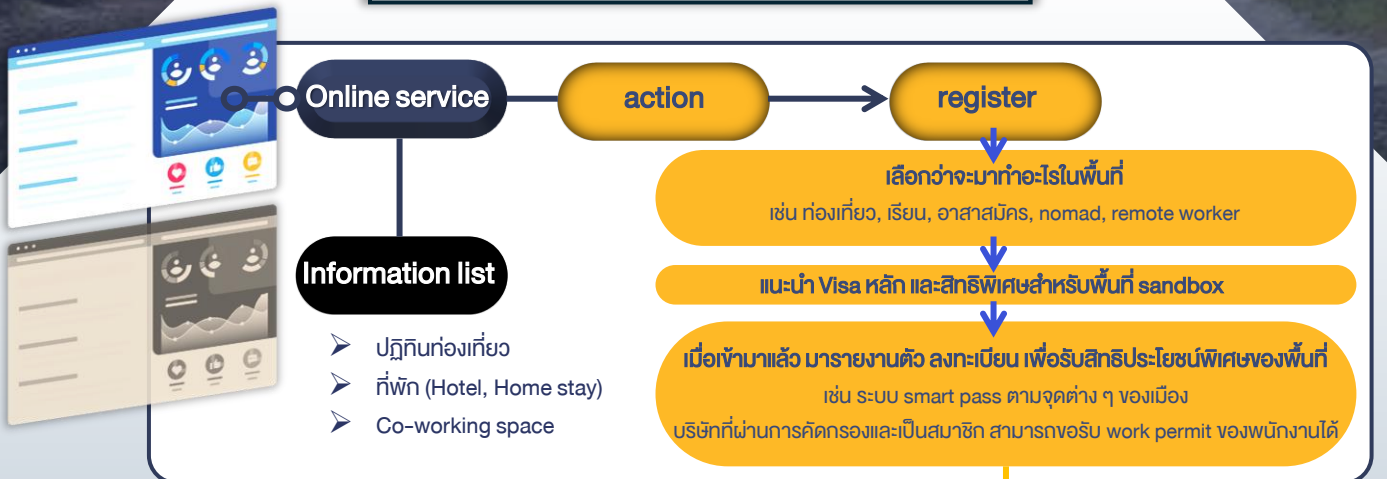 Online service
action
register
เลือกว่าจะมาทำอะไรในพื้นที่
เช่น ท่องเที่ยว, เรียน, อาสาสมัคร, nomad, remote worker
Information list
แนะนำ Visa หลัก และสิทธิพิเศษสำหรับพื้นที่ sandbox
ปฏิทินท่องเที่ยว
ที่พัก (Hotel, Home stay)
Co-working space
เมื่อเข้ามาแล้ว มารายงานตัว ลงทะเบียน เพื่อรับสิทธิประโยชน์พิเศษของพื้นที่
เช่น ระบบ smart pass ตามจุดต่าง ๆ ของเมือง
บริษัทที่ผ่านการคัดกรองและเป็นสมาชิก สามารถขอรับ work permit ของพนักงานได้